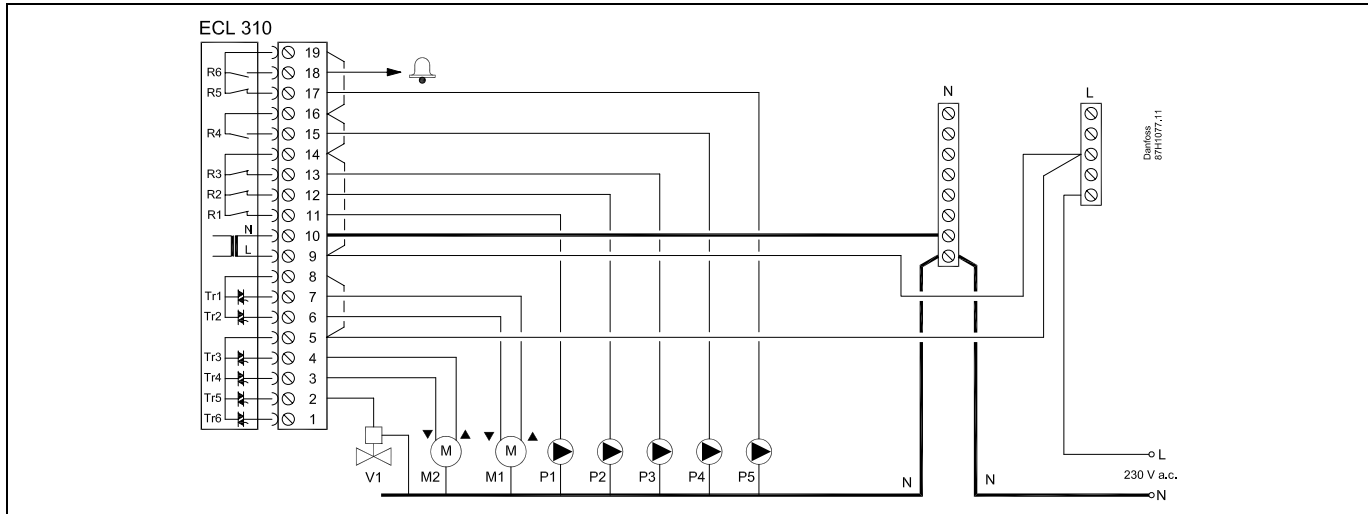 ECL 310
19
R6 18
R5 17
16
R4 15
14
R3 13
R2 12
R1 11
N 10
L 9
8
Tr1 7
Tr2 6
5
Tr3 4
Tr4 3
Tr5 2
Tr6 1
N
L
Danfoss
87H1077.11
M M
V1 M2 M1 P1 P2 P3 P4 P5
N N
L
230 V a.c.
N